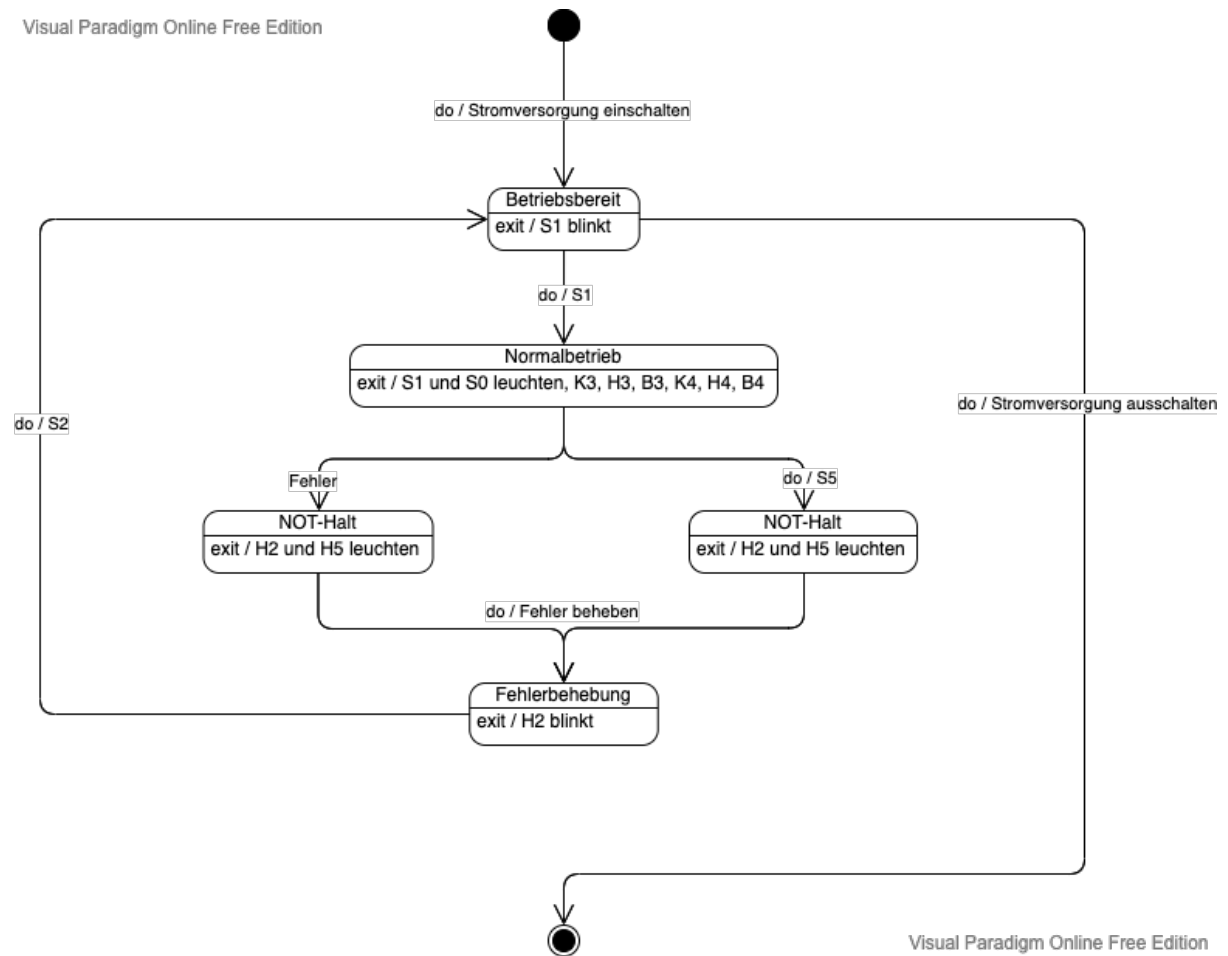 Visual Paradigm Online Free Edition
do / Stromversorgung einschalten
Betriebsbereit
exit / S1 blinkt
do / S1
Normalbetrieb
exit / S1 und S0 leuchten, K3, H3, B3, K4, H4, B4
do / S2
do / Stromversorgung ausschalten
Fehler
do / S5
NOT-Halt
exit / H2 und H5 leuchten
NOT-Halt
exit / H2 und H5 leuchten
do / Fehler beheben
Fehlerbehebung
exit / H2 blinkt
Visual Paradigm Online Free Edition